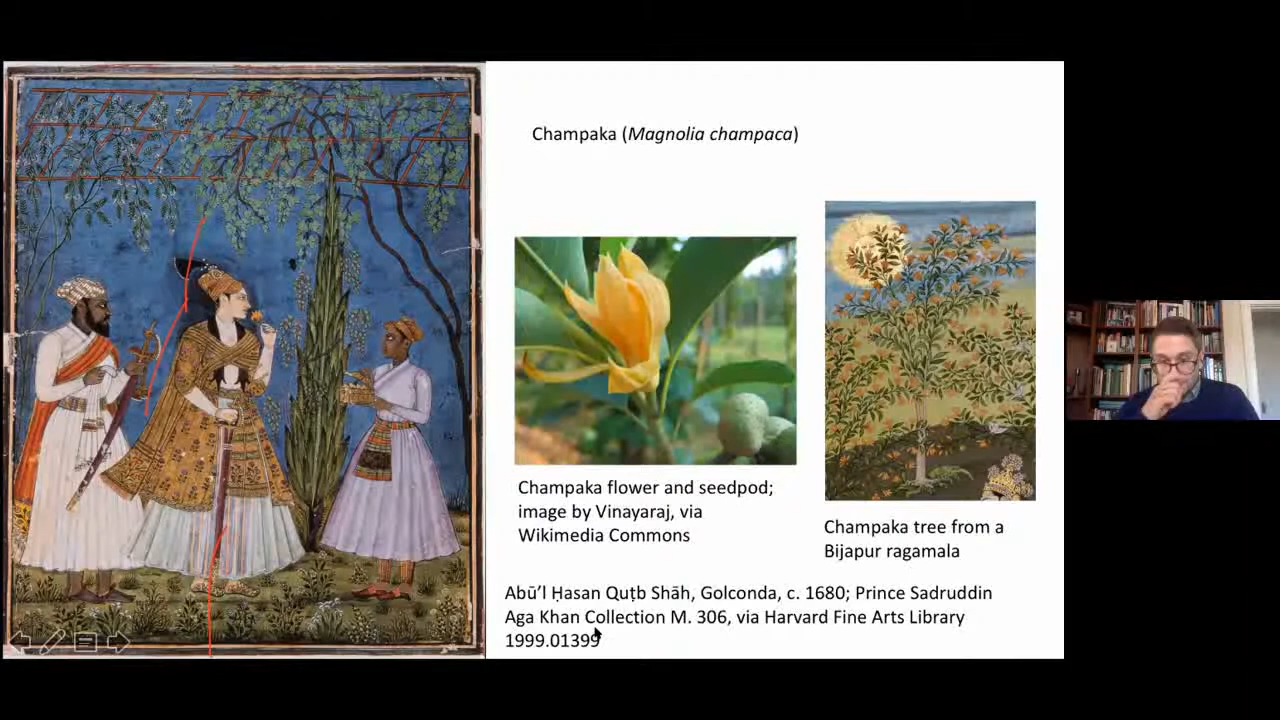 Champaka (Magnolia champaca)
Champaka flower and seedpod;
image by Vinayaraj, via
Wikimedia Commons
Champaka tree from a
Bijapur ragamala
Abū’l Ḥasan Quṭb Shāh, Golconda, c. 1680; Prince Sadruddin
Aga Khan Collection M. 306, via Harvard Fine Arts Library
1999.01399